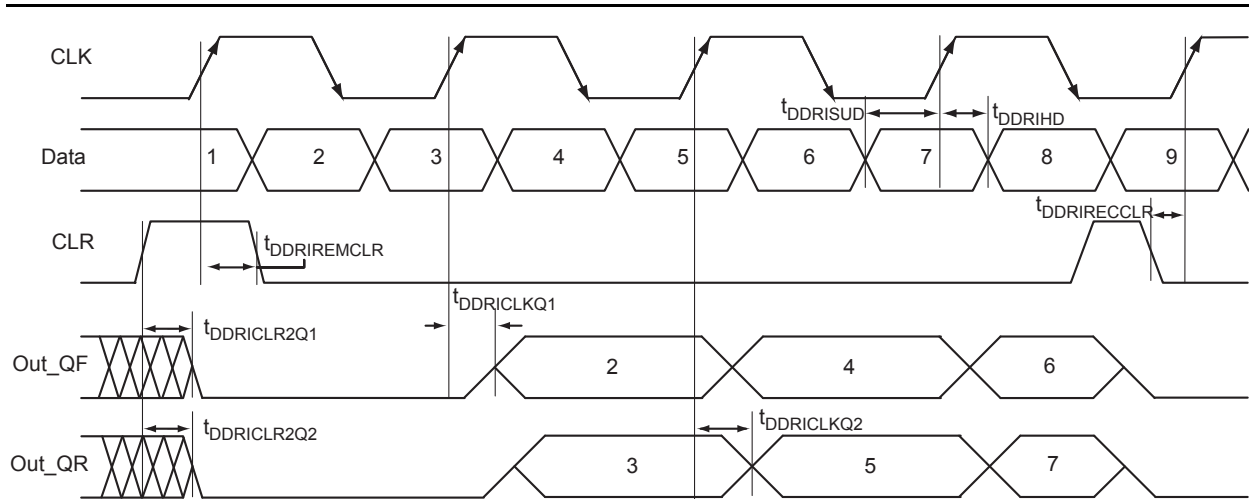 CLK
tDDRISUD
tDDRIHD
Data 1 2 3 4 5 6 7 8 9
CLR
tDDRIREMCLR
tDDRIRECCLR
tDDRICLKQ1
tDDRICLR2Q1
Out_QF 2 4 6
tDDRICLR2Q2
tDDRICLKQ2
Out_QR 3 5 7